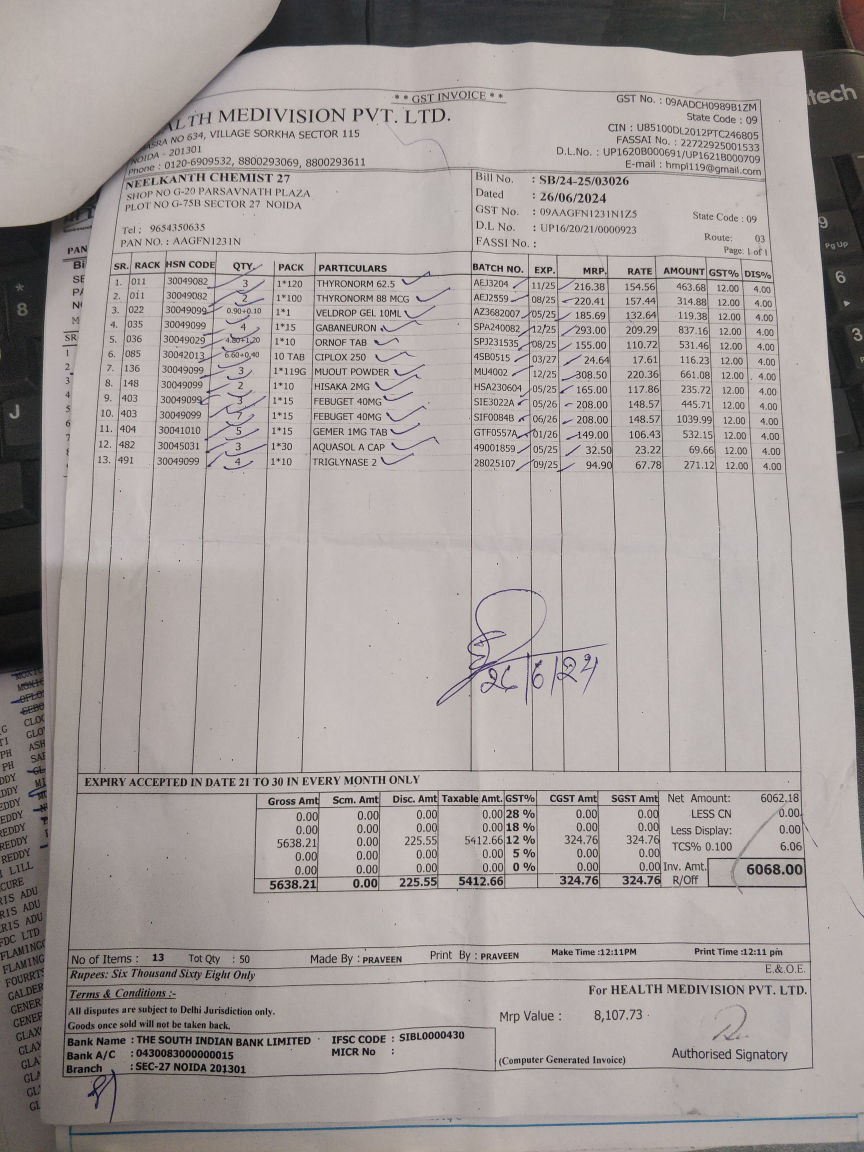 * * GST INVOICE * *
ALTH MEDIVISION PVT. LTD.
ASRA NO 634, VILLAGE SORKHA SECTOR 115
NOIDA - 201301
Phone : 0120-6909532, 8800293069, 8800293611
GST No. : 09AADCH0989B1ZM
State Code : 09
CIN : U85100DL2012PTC246805
FASSAI No. : 22722925001533
D.L.No. : UP1620B000691/UP1621B000709
E-mail : hmpl119@gmail.com
NEELKANTH CHEMIST 27
SHOP NO G-20 PARSAVNATH PLAZA
PLOT NO G-75B SECTOR 27 NOIDA
Tel ; 9654350635
PAN NO. : AAGFN1231N
Bill No. : SB/24-25/03026
Dated : 26/06/2024
GST No. : 09AAGFN1231N1Z5 State Code : 09
D.L No. : UP16/20/21/0000923
FASSI No. : Route: 03
Page: 1 of 1
SR. RACK HSN CODE QTY. PACK PARTICULARS BATCH NO. EXP. MRP. RATE AMOUNT GST% DIS%
1. 011 30049082 3 1*120 THYRONORM 62.5 AEJ3204 11/25 216.38 154.56 463.68 12.00 4.00
2. 011 30049082 2 1*100 THYRONORM 88 MCG AEJ2559 08/25 220.41 157.44 314.88 12.00 4.00
3. 022 30049099 0.90+0.10 1*1 VELDROP GEL 10ML AZ3682007 05/25 185.69 132.64 119.38 12.00 4.00
4. 035 30049099 4 1*15 GABANEURON SPA240082 12/25 293.00 209.29 837.16 12.00 4.00
5. 036 30049029 4.80+1.20 1*10 ORNOF TAB SPJ231535 08/25 155.00 110.72 531.46 12.00 4.00
6. 085 30042013 6.60+0.40 10 TAB CIPLOX 250 4SB0515 03/27 24.64 17.61 116.23 12.00 4.00
7. 136 30049099 3 1*119G MUOUT POWDER MU4002 12/25 308.50 220.36 661.08 12.00 4.00
8. 148 30049099 2 1*10 HISAKA 2MG HSA230604 05/25 165.00 117.86 235.72 12.00 4.00
9. 403 30049099 3 1*15 FEBUGET 40MG SIE3022A 05/26 208.00 148.57 445.71 12.00 4.00
10. 403 30049099 7 1*15 FEBUGET 40MG SIF0084B 06/26 208.00 148.57 1039.99 12.00 4.00
11. 404 30041010 5 1*15 GEMER 1MG TAB GTF0557A 01/26 149.00 106.43 532.15 12.00 4.00
12. 482 30045031 3 1*30 AQUASOL A CAP 49001859 05/25 32.50 23.22 69.66 12.00 4.00
13. 491 30049099 4 1*10 TRIGLYNASE 2 28025107 09/25 94.90 67.78 271.12 12.00 4.00
26/6/24
EXPIRY ACCEPTED IN DATE 21 TO 30 IN EVERY MONTH ONLY
Gross Amt Scm. Amt Disc. Amt Taxable Amt. GST% CGST Amt SGST Amt
0.00 0.00 0.00 0.00 28 % 0.00 0.00
0.00 0.00 0.00 0.00 18 % 0.00 0.00
5638.21 0.00 225.55 5412.66 12 % 324.76 324.76
0.00 0.00 0.00 0.00 5 % 0.00 0.00
0.00 0.00 0.00 0.00 0 % 0.00 0.00
5638.21 0.00 225.55 5412.66 324.76 324.76
Net Amount: 6062.18
LESS CN 0.00
Less Display: 0.00
TCS% 0.100 6.06
Inv. Amt. 6068.00
R/Off
No of Items : 13 Tot Qty : 50 Made By : PRAVEEN Print By : PRAVEEN Make Time :12:11PM Print Time :12:11 pm
Rupees: Six Thousand Sixty Eight Only E.& O.E.
Terms & Conditions :-
All disputes are subject to Delhi Jurisdiction only.
Goods once sold will not be taken back.
For HEALTH MEDIVISION PVT. LTD.
Mrp Value : 8,107.73
Bank Name : THE SOUTH INDIAN BANK LIMITED IFSC CODE : SIBL0000430
Bank A/C : 0430083000000015 MICR No :
Branch : SEC-27 NOIDA 201301
(Computer Generated Invoice)
Authorised Signatory